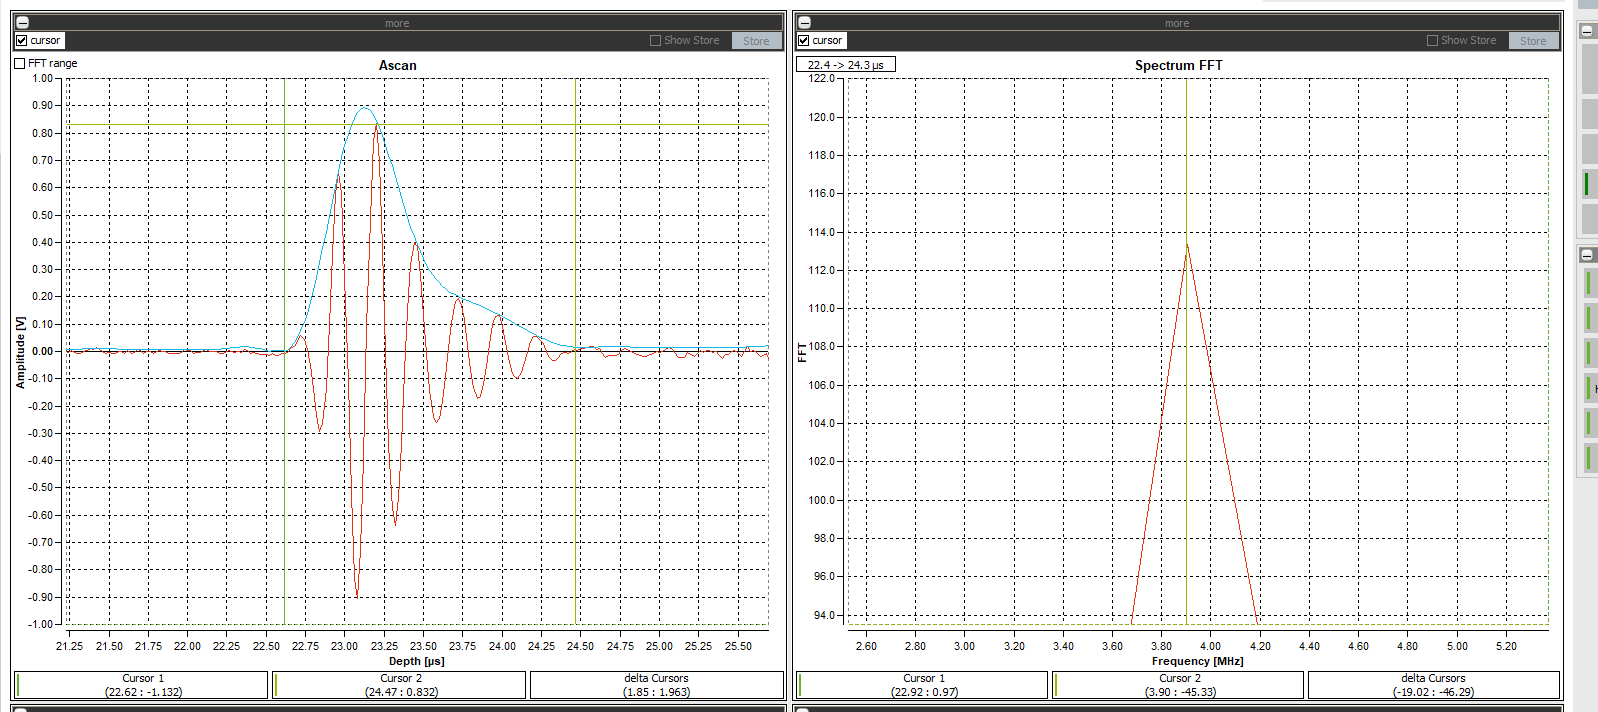 more
cursor
Show Store
Store
FFT range
Ascan
1.00
0.90
0.80
0.70
0.60
0.50
0.40
0.30
0.20
0.10
0.00
-0.10
-0.20
-0.30
-0.40
-0.50
-0.60
-0.70
-0.80
-0.90
-1.00
Amplitude [V]
21.25 21.50 21.75 22.00 22.25 22.50 22.75 23.00 23.25 23.50 23.75 24.00 24.25 24.50 24.75 25.00 25.25 25.50
Depth [µs]
Cursor 1
(22.62 : -1.132)
Cursor 2
(24.47 : 0.832)
delta Cursors
(1.85 : 1.963)
more
cursor
Show Store
Store
22.4 -> 24.3 µs
Spectrum FFT
122.0
120.0
118.0
116.0
114.0
112.0
110.0
108.0
106.0
104.0
102.0
100.0
98.0
96.0
94.0
FFT
2.60 2.80 3.00 3.20 3.40 3.60 3.80 4.00 4.20 4.40 4.60 4.80 5.00 5.20
Frequency [MHz]
Cursor 1
(22.92 : 0.97)
Cursor 2
(3.90 : -45.33)
delta Cursors
(-19.02 : -46.29)